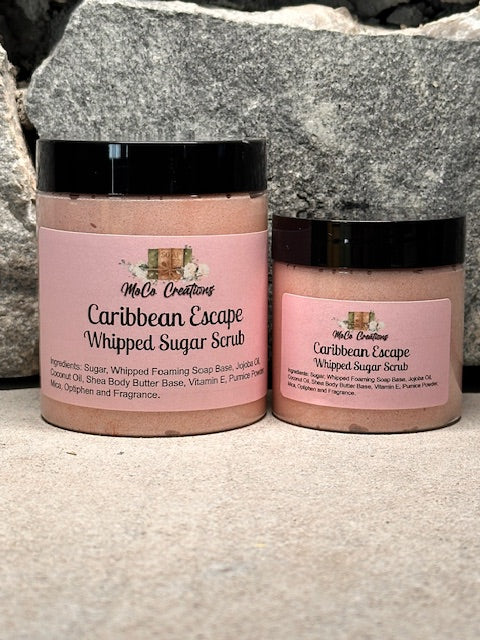 MoCo Creations
Caribbean Escape
Whipped Sugar Scrub
Ingredients: Sugar, Whipped Foaming Soap Base, Jojoba Oil,
Coconut Oil, Shea Body Butter Base, Vitamin E, Pumice Powder,
Mica, Optiphen and Fragrance.
MoCo Creations
Caribbean Escape
Whipped Sugar Scrub
Ingredients: Sugar, Whipped Foaming Soap Base, Jojoba Oil,
Coconut Oil, Shea Body Butter Base, Vitamin E, Pumice Powder,
Mica, Optiphen and Fragrance.